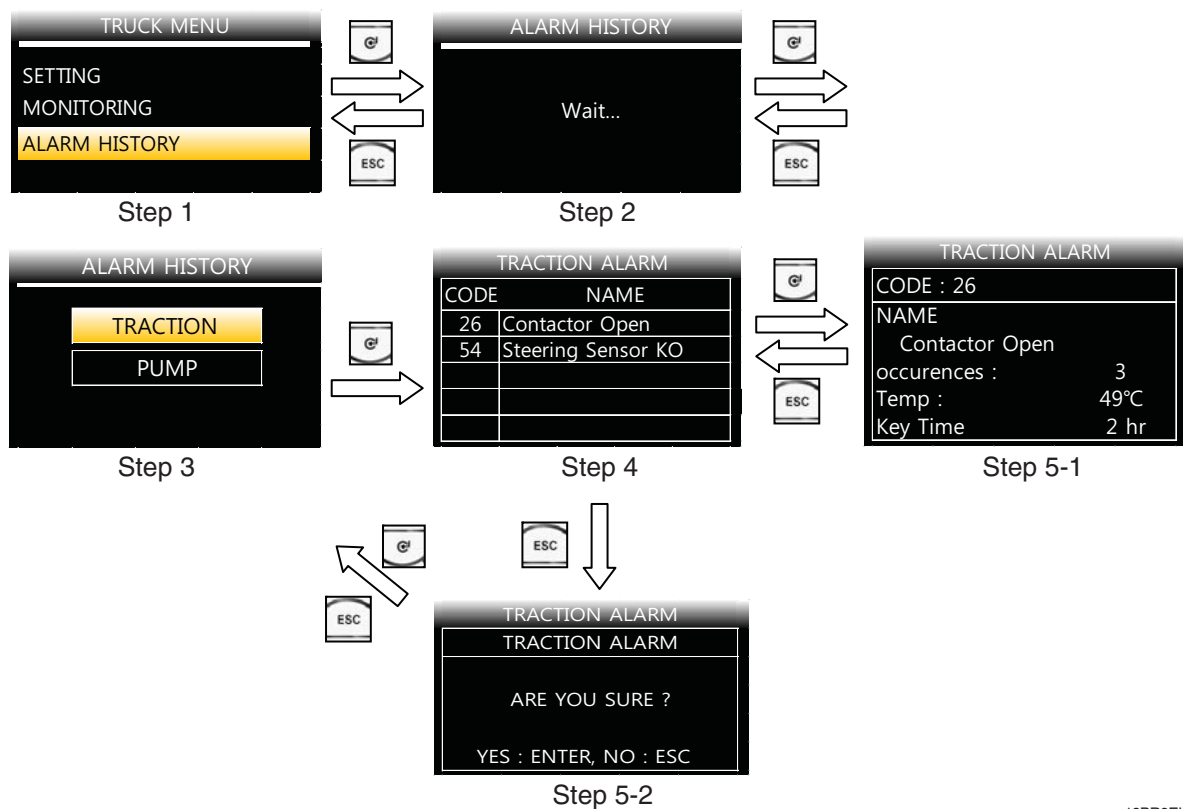 TRUCK MENU
SETTING
MONITORING
ALARM HISTORY
ESC
Step 1
ALARM HISTORY
Wait...
ESC
Step 2
ALARM HISTORY
TRACTION
PUMP
Step 3
TRACTION ALARM
CODE NAME
26 Contactor Open
54 Steering Sensor KO
ESC
Step 4
TRACTION ALARM
CODE : 26
NAME
Contactor Open
occurences : 3
Temp : 49℃
Key Time 2 hr
Step 5-1
ESC
ESC
TRACTION ALARM
TRACTION ALARM
ARE YOU SURE ?
YES : ENTER, NO : ESC
Step 5-2